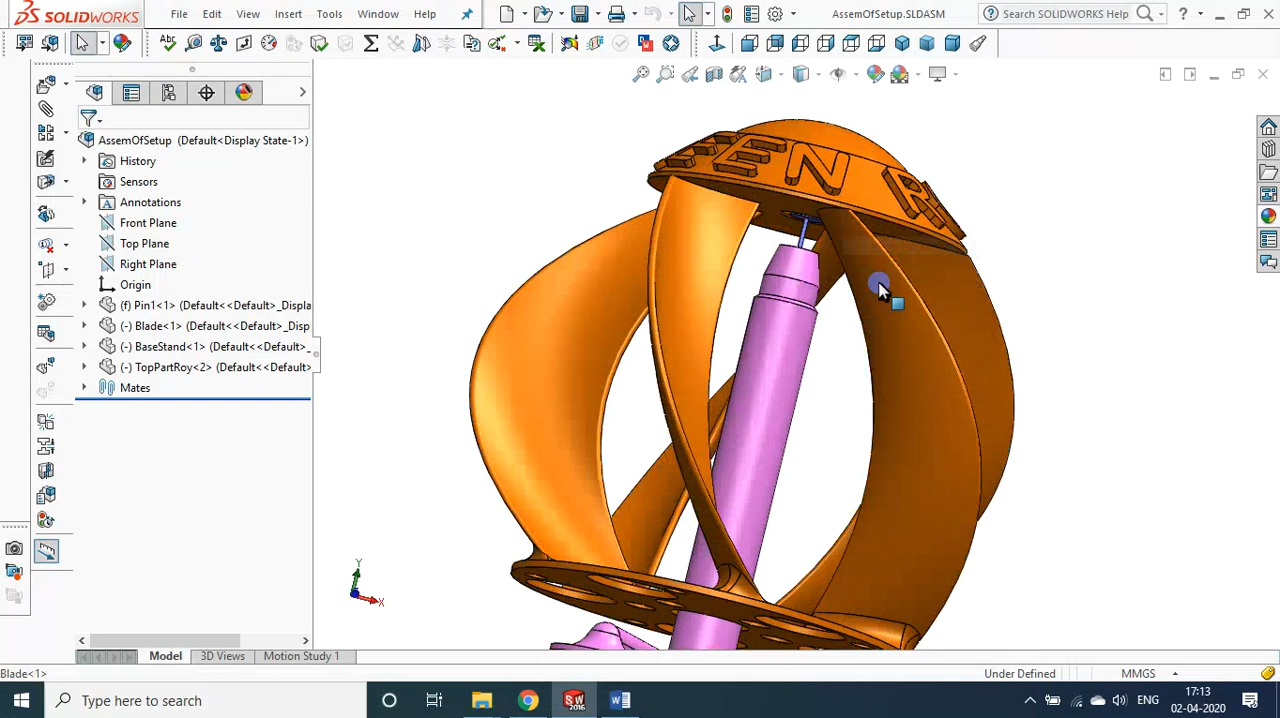 SOLIDWORKS File Edit View Insert Tools Window Help AssemOfSetup.SLDASM Search SOLIDWORKS Help ?
AssemOfSetup (Default<Display State-1>)
History
Sensors
Annotations
Front Plane
Top Plane
Right Plane
Origin
(f) Pin1<1> (Default<<Default>_Displa
(-) Blade<1> (Default<<Default>_Disp
(-) BaseStand<1> (Default<<Default>_
(-) TopPartRoy<2> (Default<<Default>
Mates
TEN R
Y
X
Model 3D Views Motion Study 1
Blade<1> Under Defined MMGS
Type here to search SW 2016 W ENG 17:13
02-04-2020